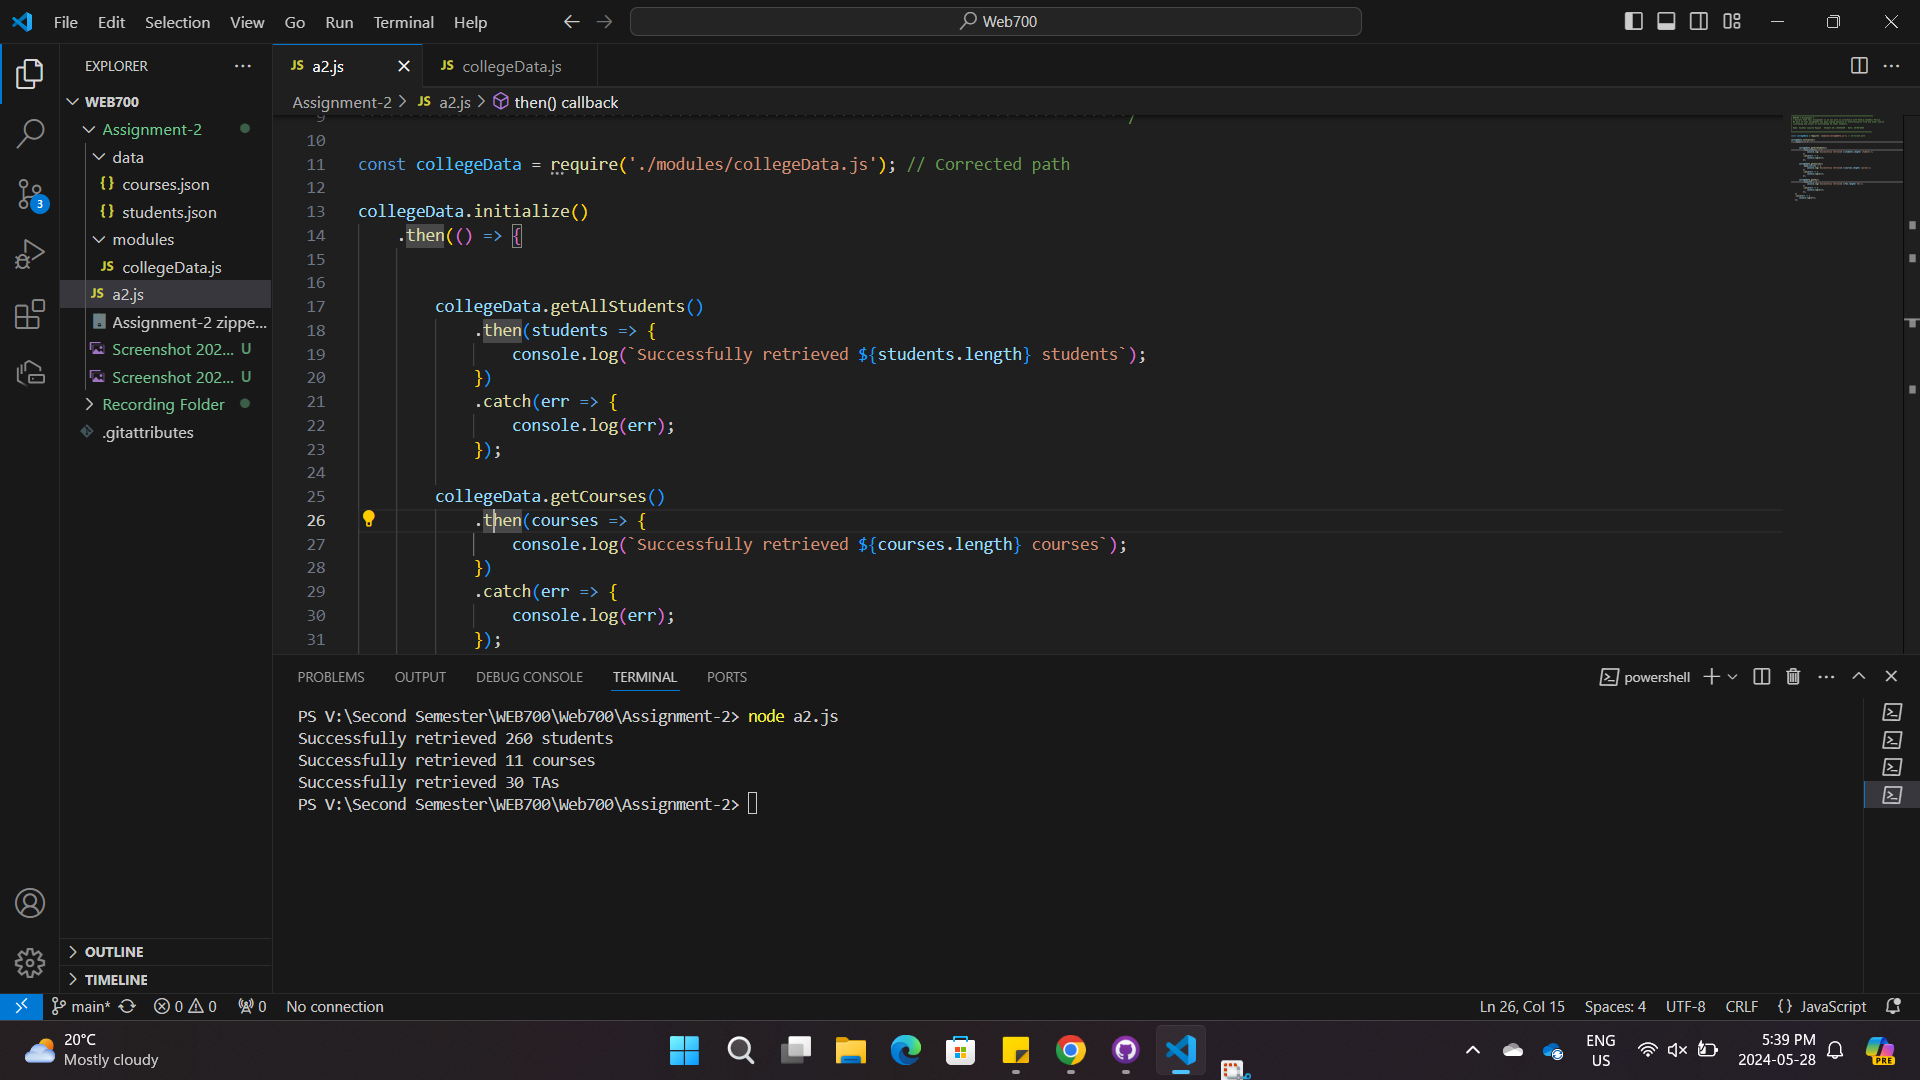 File Edit Selection View Go Run Terminal Help
Web700
EXPLORER
WEB700
Assignment-2
data
{} courses.json
{} students.json
modules
JS collegeData.js
JS a2.js
Assignment-2 zippe...
Screenshot 202... U
Screenshot 202... U
Recording Folder
.gitattributes
OUTLINE
TIMELINE
3
JS a2.js
JS collegeData.js
Assignment-2 > JS a2.js > then() callback
9
10
11 const collegeData = require('./modules/collegeData.js'); // Corrected path
12
13 collegeData.initialize()
14 .then(() => {
15
16
17 collegeData.getAllStudents()
18 .then(students => {
19 console.log(`Successfully retrieved ${students.length} students`);
20 })
21 .catch(err => {
22 console.log(err);
23 });
24
25 collegeData.getCourses()
26 .then(courses => {
27 console.log(`Successfully retrieved ${courses.length} courses`);
28 })
29 .catch(err => {
30 console.log(err);
31 });
PROBLEMS OUTPUT DEBUG CONSOLE TERMINAL PORTS
powershell
PS V:\Second Semester\WEB700\Web700\Assignment-2> node a2.js
Successfully retrieved 260 students
Successfully retrieved 11 courses
Successfully retrieved 30 TAs
PS V:\Second Semester\WEB700\Web700\Assignment-2>
main* 0 0 0 No connection
Ln 26, Col 15 Spaces: 4 UTF-8 CRLF {} JavaScript
20°C
Mostly cloudy
ENG
US
5:39 PM
2024-05-28
PRE